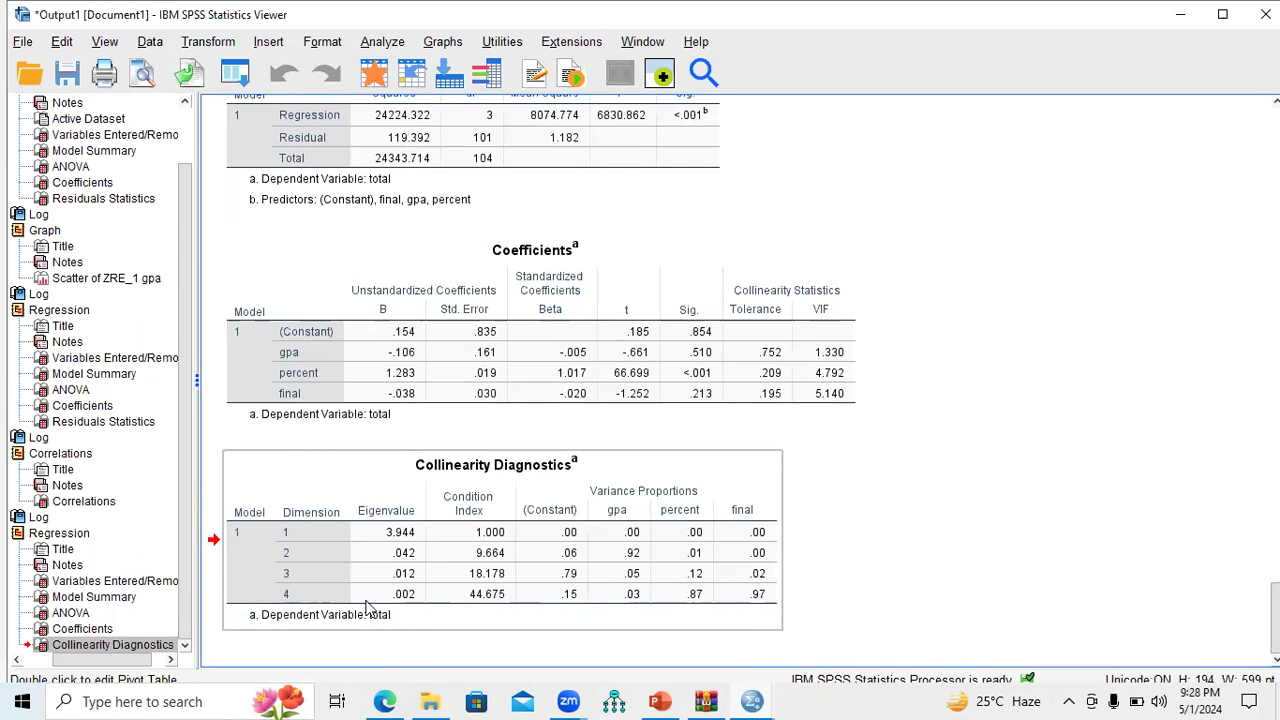 *Output1 [Document1] - IBM SPSS Statistics Viewer
File Edit View Data Transform Insert Format Analyze Graphs Utilities Extensions Window Help
Notes
Active Dataset
Variables Entered/Remo
Model Summary
ANOVA
Coefficients
Residuals Statistics
Log
Graph
Title
Notes
Scatter of ZRE_1 gpa
Log
Regression
Title
Notes
Variables Entered/Remo
Model Summary
ANOVA
Coefficients
Residuals Statistics
Log
Correlations
Title
Notes
Correlations
Log
Regression
Title
Notes
Variables Entered/Remo
Model Summary
ANOVA
Coefficients
Collinearity Diagnostics
Model Squares df Mean Square F Sig.
1 Regression 24224.322 3 8074.774 6830.862 <.001b
Residual 119.392 101 1.182
Total 24343.714 104
a. Dependent Variable: total
b. Predictors: (Constant), final, gpa, percent
Coefficientsa
Unstandardized Coefficients Standardized Coefficients Collinearity Statistics
Model B Std. Error Beta t Sig. Tolerance VIF
1 (Constant) .154 .835 .185 .854
gpa -.106 .161 -.005 -.661 .510 .752 1.330
percent 1.283 .019 1.017 66.699 <.001 .209 4.792
final -.038 .030 -.020 -1.252 .213 .195 5.140
a. Dependent Variable: total
Collinearity Diagnosticsa
Variance Proportions
Model Dimension Eigenvalue Condition Index (Constant) gpa percent final
1 1 3.944 1.000 .00 .00 .00 .00
2 .042 9.664 .06 .92 .01 .00
3 .012 18.178 .79 .05 .12 .02
4 .002 44.675 .15 .03 .87 .97
a. Dependent Variable: total
Double click to edit Pivot Table
IBM SPSS Statistics Processor is ready
H: 194, W: 599 pt.
Type here to search
zm
25°C Haze
9:28 PM
5/1/2024